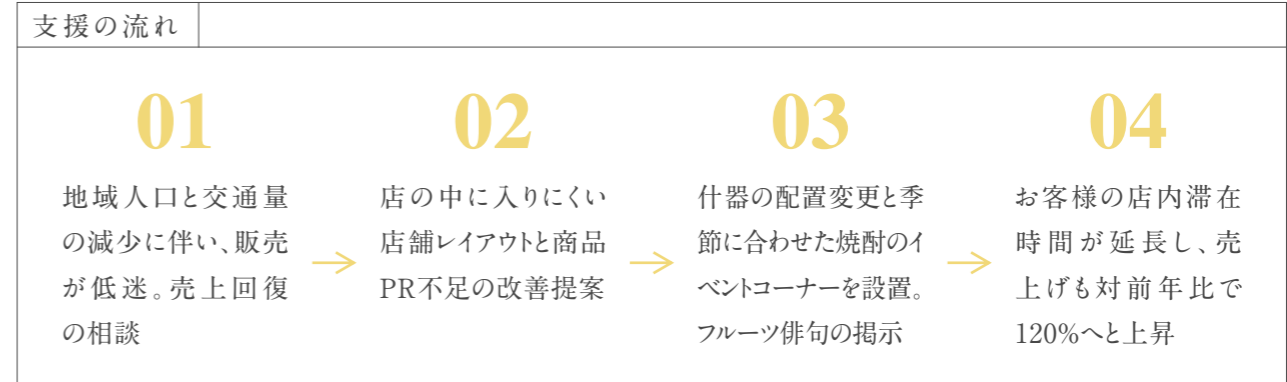 支援の流れ
01
地域人口と交通量
の減少に伴い、販売
が低迷。売上回復
の相談
02
店の中に入りにくい
店舗レイアウトと商品
PR不足の改善提案
03
什器の配置変更と季
節に合わせた焼酎のイ
ベントコーナーを設置。
フルーツ俳句の掲示
04
お客様の店内滞在
時間が延長し、売
上げも対前年比で
120%へと上昇